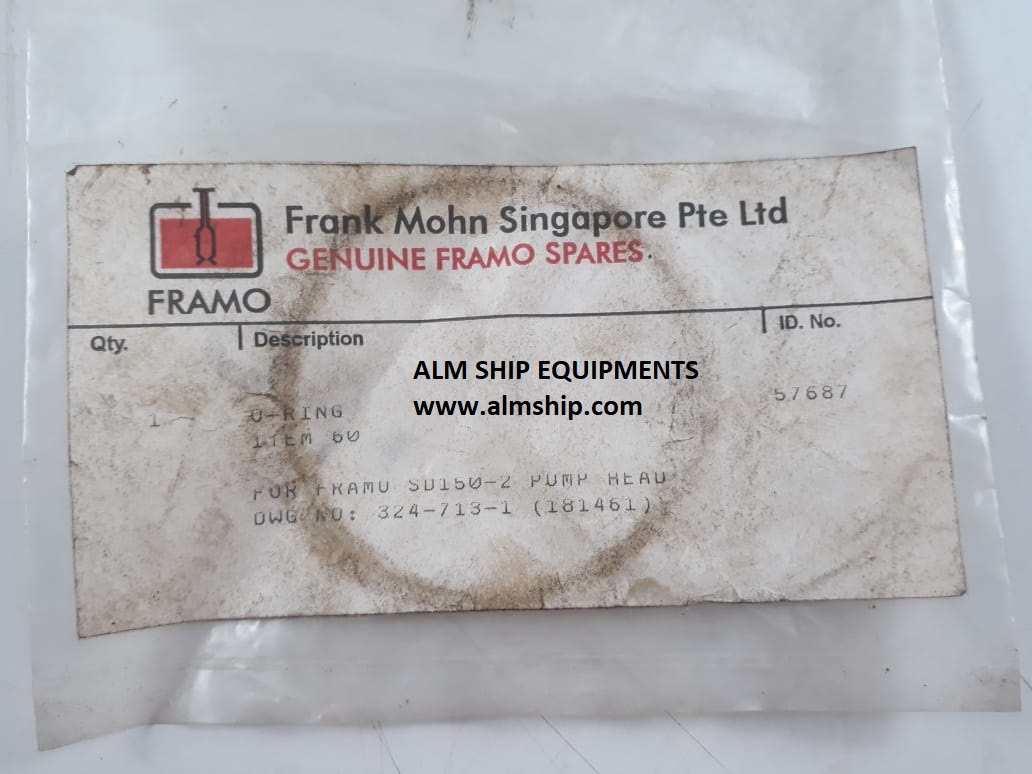 Frank Mohn Singapore Pte Ltd
GENUINE FRAMO SPARES.
FRAMO
Qty. Description ID. No.
ALM SHIP EQUIPMENTS
www.almship.com
1 O-RING 57687
ITEM 60
FOR FRAMO SD150-2 PUMP HEAD
DWG NO: 324-713-1 (181461)